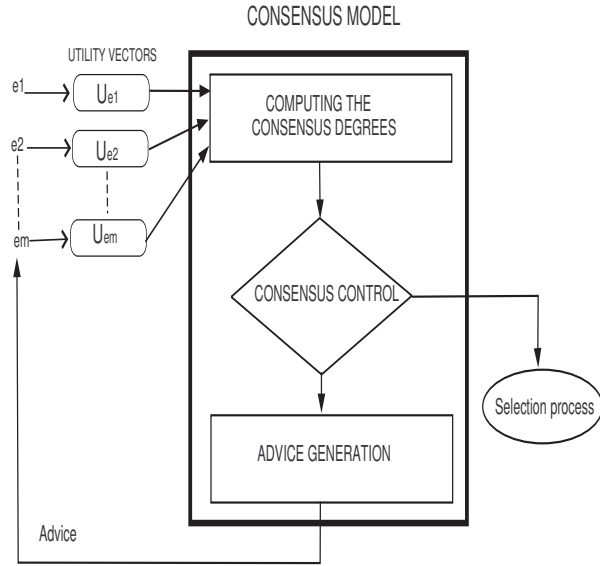 CONSENSUS MODEL
UTILITY VECTORS
e1
Ue1
COMPUTING THE
CONSENSUS DEGREES
e2
Ue2
em
Uem
CONSENSUS CONTROL
Selection process
ADVICE GENERATION
Advice